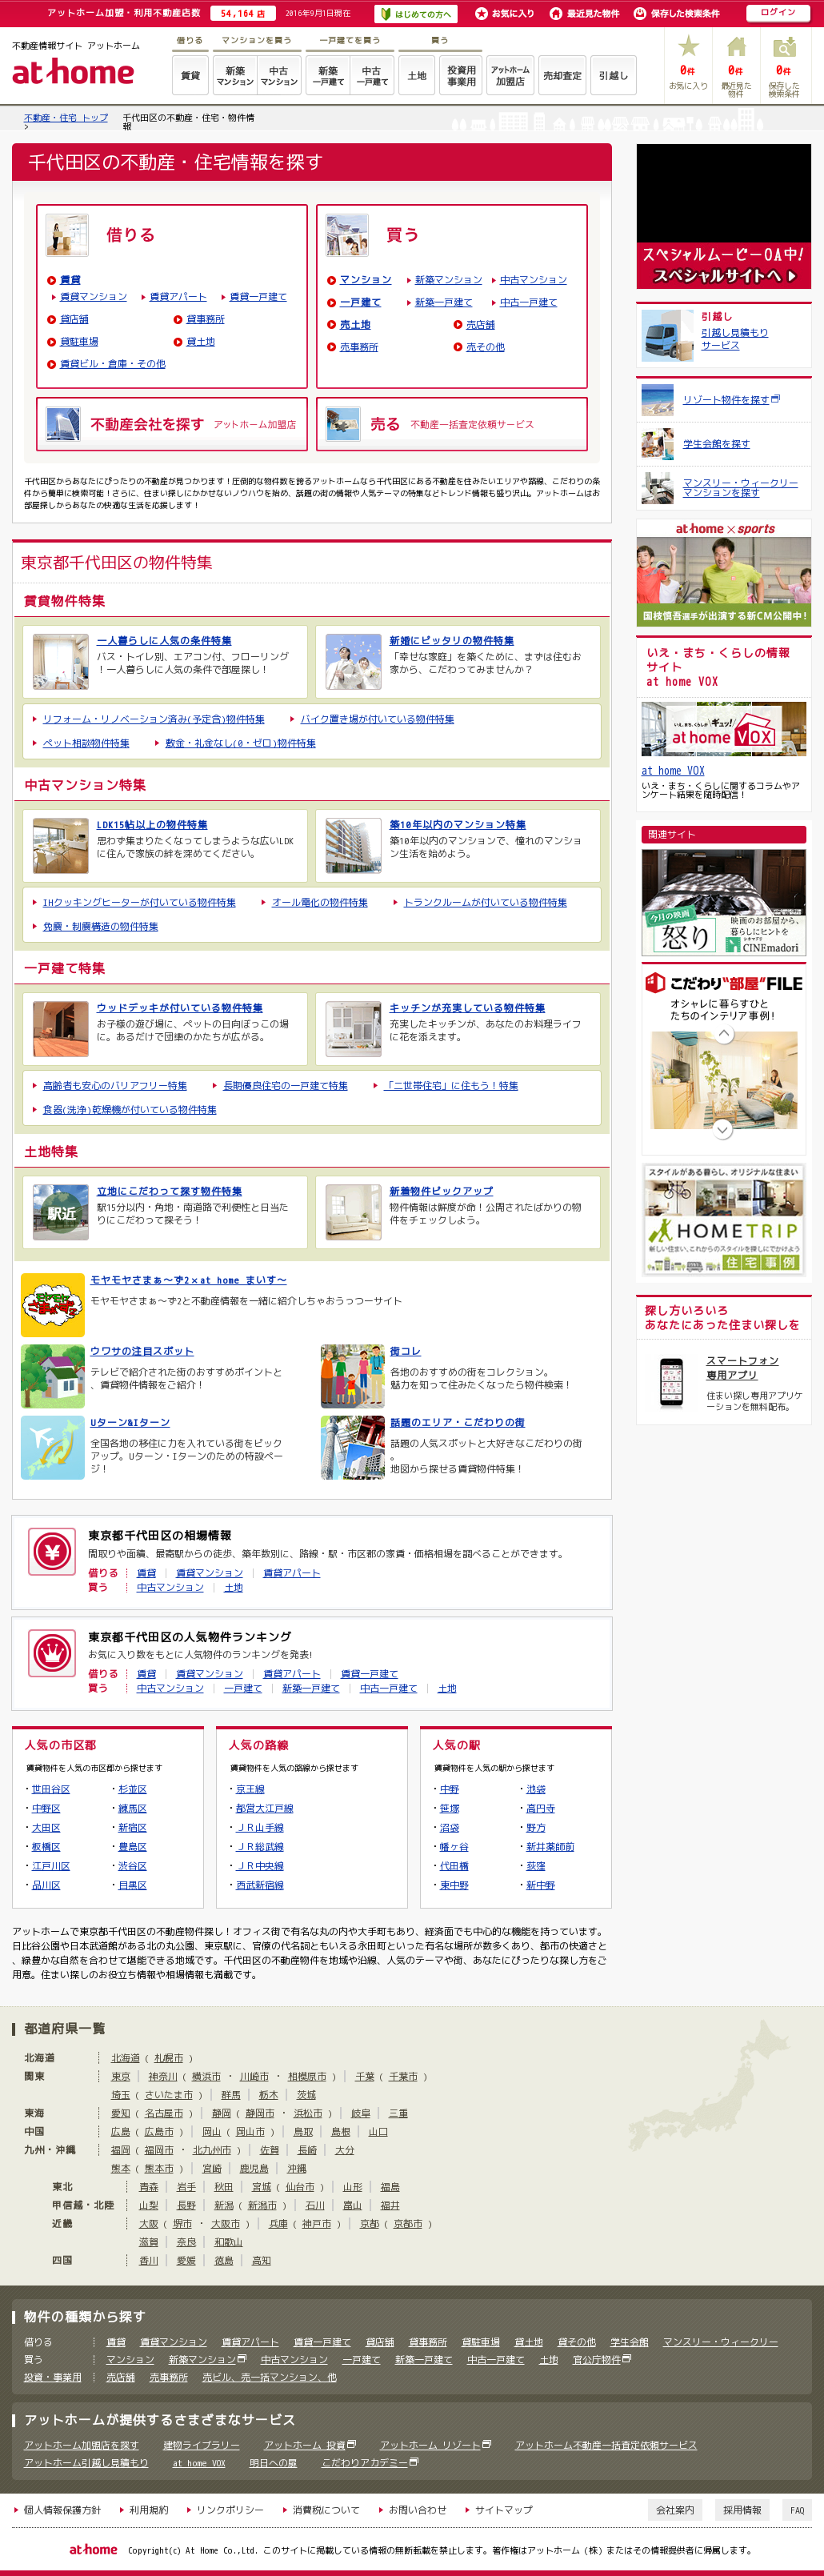 アットホーム加盟・利用不動産店数 54,164 店 2016年9月1日現在 はじめての方へ お気に入り 最近見た物件 保存した検索条件 ログイン
不動産情報サイト アットホーム
at home
借りる マンションを買う 一戸建てを買う 買う
賃貸 新築マンション 中古マンション 新築一戸建て 中古一戸建て 土地 投資用事業用 アットホーム加盟店 売却査定 引越し
0件 お気に入り 0件 最近見た物件 0件 保存した検索条件
不動産・住宅 トップ > 千代田区の不動産・住宅・物件情報
千代田区の不動産・住宅情報を探す
借りる
賃貸
賃貸マンション 賃貸アパート 賃貸一戸建て
貸店舗 貸事務所
貸駐車場 貸土地
賃貸ビル・倉庫・その他
買う
マンション 新築マンション 中古マンション
一戸建て 新築一戸建て 中古一戸建て
売土地 売店舗
売事務所 売その他
不動産会社を探す アットホーム加盟店
売る 不動産一括査定依頼サービス
千代田区からあなたにぴったりの不動産が見つかります!圧倒的な物件数を誇るアットホームなら千代田区にある不動産を住みたいエリアや路線、こだわりの条
件から簡単に検索可能!さらに、住まい探しにかかせないノウハウを始め、話題の街の情報や人気テーマの特集などトレンド情報も盛り沢山。アットホームはお
部屋探しからあなたの快適な生活を応援します!
東京都千代田区の物件特集
賃貸物件特集
一人暮らしに人気の条件特集
バス・トイレ別、エアコン付、フローリング
!一人暮らしに人気の条件で部屋探し!
新婚にピッタリの物件特集
「幸せな家庭」を築くために、まずは住むお
家から、こだわってみませんか?
リフォーム・リノベーション済み(予定含)物件特集 バイク置き場が付いている物件特集
ペット相談物件特集 敷金・礼金なし(0・ゼロ)物件特集
中古マンション特集
LDK15帖以上の物件特集
思わず集まりたくなってしまうような広いLDK
に住んで家族の絆を深めてください。
築10年以内のマンション特集
築10年以内のマンションで、憧れのマンショ
ン生活を始めよう。
IHクッキングヒーターが付いている物件特集 オール電化の物件特集 トランクルームが付いている物件特集
免震・制震構造の物件特集
一戸建て特集
ウッドデッキが付いている物件特集
お子様の遊び場に、ペットの日向ぼっこの場
に。あるだけで団欒のかたちが広がる。
キッチンが充実している物件特集
充実したキッチンが、あなたのお料理ライフ
に花を添えます。
高齢者も安心のバリアフリー特集 長期優良住宅の一戸建て特集 「二世帯住宅」に住もう!特集
食器(洗浄)乾燥機が付いている物件特集
土地特集
駅近
立地にこだわって探す物件特集
駅15分以内・角地・南道路で利便性と日当た
りにこだわって探そう!
新着物件ピックアップ
物件情報は鮮度が命!公開されたばかりの物
件をチェックしよう。
モヤモヤさまぁ～ず2×at home まいす～
モヤモヤさまぁ～ず2と不動産情報を一緒に紹介しちゃおうっつーサイト
ウワサの注目スポット
テレビで紹介された街のおすすめポイントと
、賃貸物件情報をご紹介!
街コレ
各地のおすすめの街をコレクション。
魅力を知って住みたくなったら物件検索!
Uターン&Iターン
全国各地の移住に力を入れている街をピック
アップ。Uターン・Iターンのための特設ペー
ジ!
話題のエリア・こだわりの街
話題の人気スポットと大好きなこだわりの街
。
地図から探せる賃貸物件特集!
東京都千代田区の相場情報
間取りや面積、最寄駅からの徒歩、築年数別に、路線・駅・市区郡の家賃・価格相場を調べることができます。
借りる 賃貸 賃貸マンション 賃貸アパート
買う 中古マンション 土地
東京都千代田区の人気物件ランキング
お気に入り数をもとに人気物件のランキングを発表!
借りる 賃貸 賃貸マンション 賃貸アパート 賃貸一戸建て
買う 中古マンション 一戸建て 新築一戸建て 中古一戸建て 土地
人気の市区郡
賃貸物件を人気の市区郡から探せます
・世田谷区 ・杉並区
・中野区 ・練馬区
・大田区 ・新宿区
・板橋区 ・豊島区
・江戸川区 ・渋谷区
・品川区 ・目黒区
人気の路線
賃貸物件を人気の路線から探せます
・京王線
・都営大江戸線
・JR山手線
・JR総武線
・JR中央線
・西武新宿線
人気の駅
賃貸物件を人気の駅から探せます
・中野 ・池袋
・笹塚 ・高円寺
・沼袋 ・野方
・幡ヶ谷 ・新井薬師前
・代田橋 ・荻窪
・東中野 ・新中野
アットホームで東京都千代田区の不動産物件探し!オフィス街で有名な丸の内や大手町もあり、経済面でも中心的な機能を持っています。
日比谷公園や日本武道館がある北の丸公園、東京駅に、官僚の代名詞ともいえる永田町といった有名な場所が数多くあり、都市の快適さと
、緑豊かな自然を合わせて堪能できる地域です。千代田区の不動産物件を地域や沿線、人気のテーマや街、あなたにぴったりな探し方をご
用意。住まい探しのお役立ち情報や相場情報も満載です。
スペシャルムービーOA中!
スペシャルサイトへ
引越し
引越し見積もり
サービス
リゾート物件を探す
学生会館を探す
マンスリー・ウィークリー
マンションを探す
at home × sports
国枝慎吾選手が出演する新CM公開中!
いえ・まち・くらしの情報
サイト
at home VOX
いえ、まち、くらしが ギュッ!
at home VOX
at home VOX
いえ・まち・くらしに関するコラムやア
ンケート結果を随時配信!
関連サイト
今月の映画 怒り
映画のお部屋から、
暮らしにヒントを
シネマドリ
CINEmadori
こだわり“部屋”FILE
オシャレに暮らすひと
たちのインテリア事例!
スタイルがある暮らし、オリジナルな住まい
HOMETRIP
新しい住まい、これからのスタイルを探しにでかけよう
住宅事例
探し方いろいろ
あなたにあった住まい探しを
スマートフォン
専用アプリ
住まい探し専用アプリケ
ーションを無料配布。
都道府県一覧
北海道 北海道 ( 札幌市 )
関東 東京 神奈川 ( 横浜市 ・ 川崎市 ・ 相模原市 ) 千葉 ( 千葉市 )
埼玉 ( さいたま市 ) 群馬 栃木 茨城
東海 愛知 ( 名古屋市 ) 静岡 ( 静岡市 ・ 浜松市 ) 岐阜 三重
中国 広島 ( 広島市 ) 岡山 ( 岡山市 ) 鳥取 島根 山口
九州・沖縄 福岡 ( 福岡市 ・ 北九州市 ) 佐賀 長崎 大分
熊本 ( 熊本市 ) 宮崎 鹿児島 沖縄
東北 青森 岩手 秋田 宮城 ( 仙台市 ) 山形 福島
甲信越・北陸 山梨 長野 新潟 ( 新潟市 ) 石川 富山 福井
近畿 大阪 ( 堺市 ・ 大阪市 ) 兵庫 ( 神戸市 ) 京都 ( 京都市 )
滋賀 奈良 和歌山
四国 香川 愛媛 徳島 高知
物件の種類から探す
借りる 賃貸 賃貸マンション 賃貸アパート 賃貸一戸建て 貸店舗 貸事務所 貸駐車場 貸土地 貸その他 学生会館 マンスリー・ウィークリー
買う マンション 新築マンション 中古マンション 一戸建て 新築一戸建て 中古一戸建て 土地 官公庁物件
投資・事業用 売店舗 売事務所 売ビル、売一括マンション、他
アットホームが提供するさまざまなサービス
アットホーム加盟店を探す 建物ライブラリー アットホーム 投資 アットホーム リゾート アットホーム不動産一括査定依頼サービス
アットホーム引越し見積もり at home VOX 明日への扉 こだわりアカデミー
個人情報保護方針 利用規約 リンクポリシー 消費税について お問い合わせ サイトマップ 会社案内 採用情報 FAQ
at home Copyright(c) At Home Co.,Ltd. このサイトに掲載している情報の無断転載を禁止します。著作権はアットホーム(株)またはその情報提供者に帰属します。